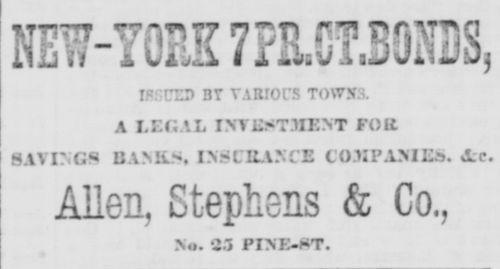 NEW-YORK 7 PR. CT. BONDS,
ISSUED BY VARIOUS TOWNS.
A LEGAL INVESTMENT FOR
SAVINGS BANKS, INSURANCE COMPANIES. &c.
Allen, Stephens & Co.,
No. 25 PINE-ST.